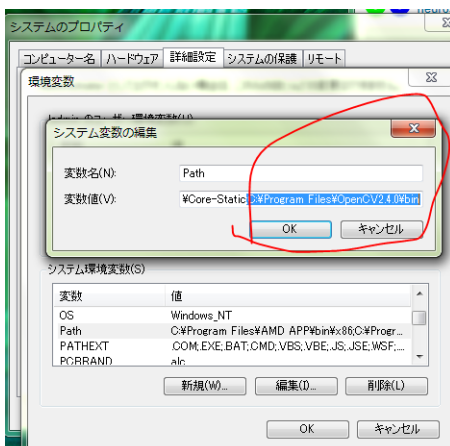 neuro
システムのプロパティ
コンピューター名 ハードウェア 詳細設定 システムの保護 リモート
環境変数
システム変数の編集
変数名(N): Path
変数値(V): ¥Core-Static;C:¥Program Files¥OpenCV2.4.0¥bin
OK キャンセル
システム環境変数(S)
変数 値
OS Windows_NT
Path C:¥Program Files¥AMD APP¥bin¥x86;C:¥Progr...
PATHEXT .COM;.EXE;.BAT;.CMD;.VBS;.VBE;.JS;.JSE;.WSF;....
PCBRAND alc
新規(W)... 編集(I)... 削除(L)
OK キャンセル